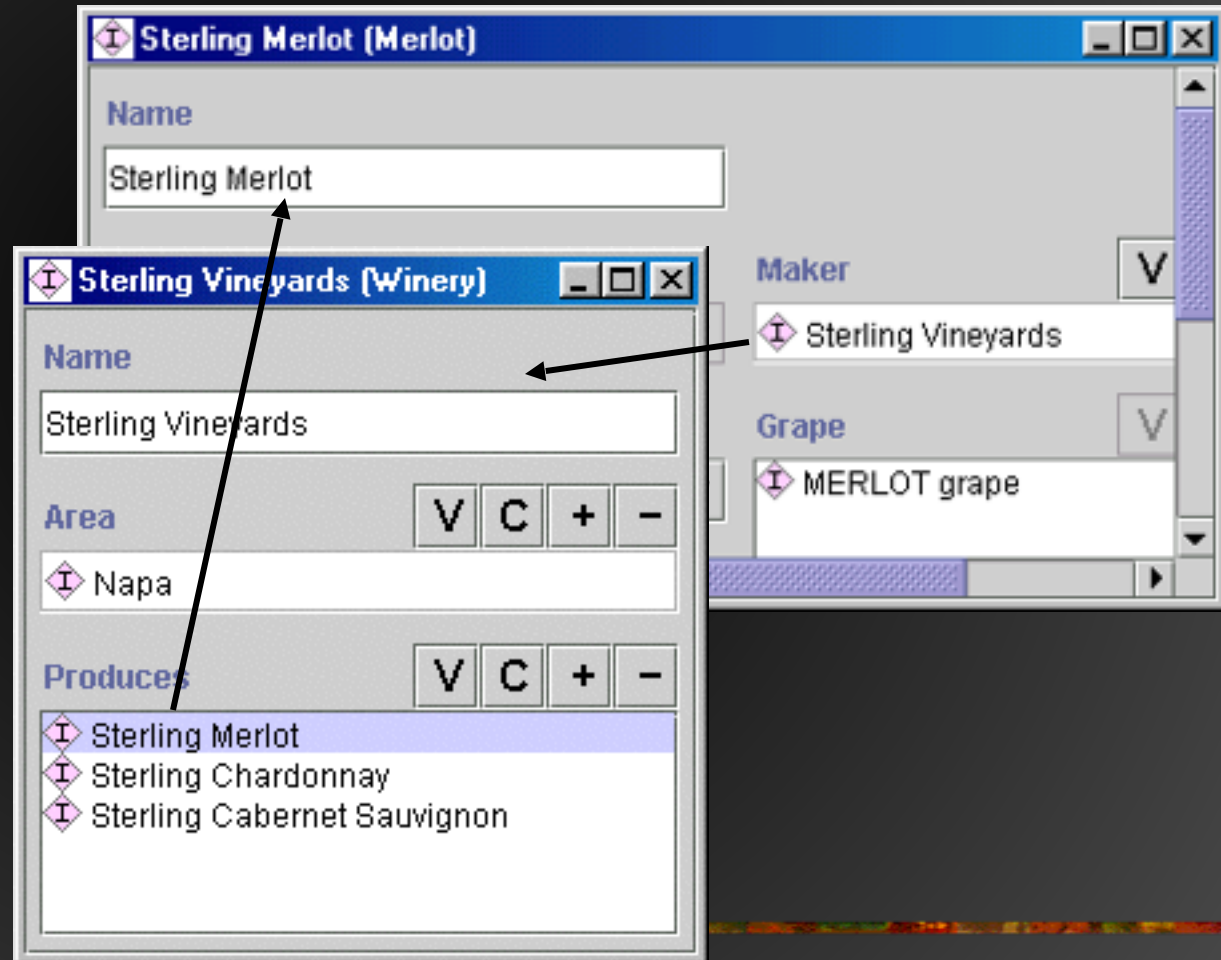 Sterling Merlot (Merlot)
Name
Sterling Merlot
Maker V
Sterling Vineyards
Grape V
MERLOT grape
Sterling Vineyards (Winery)
Name
Sterling Vineyards
Area V C + −
Napa
Produces V C + −
Sterling Merlot
Sterling Chardonnay
Sterling Cabernet Sauvignon